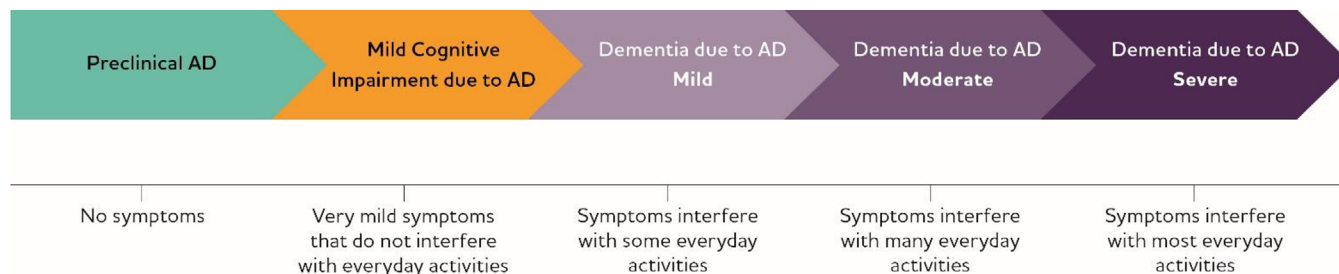 Preclinical AD
Mild Cognitive
Impairment due to AD
Dementia due to AD
Mild
Dementia due to AD
Moderate
Dementia due to AD
Severe
No symptoms
Very mild symptoms
that do not interfere
with everyday activities
Symptoms interfere
with some everyday
activities
Symptoms interfere
with many everyday
activities
Symptoms interfere
with most everyday
activities